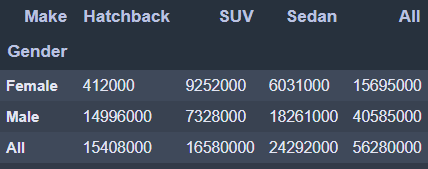 Make Hatchback SUV Sedan All
Gender
Female 412000 9252000 6031000 15695000
Male 14996000 7328000 18261000 40585000
All 15408000 16580000 24292000 56280000